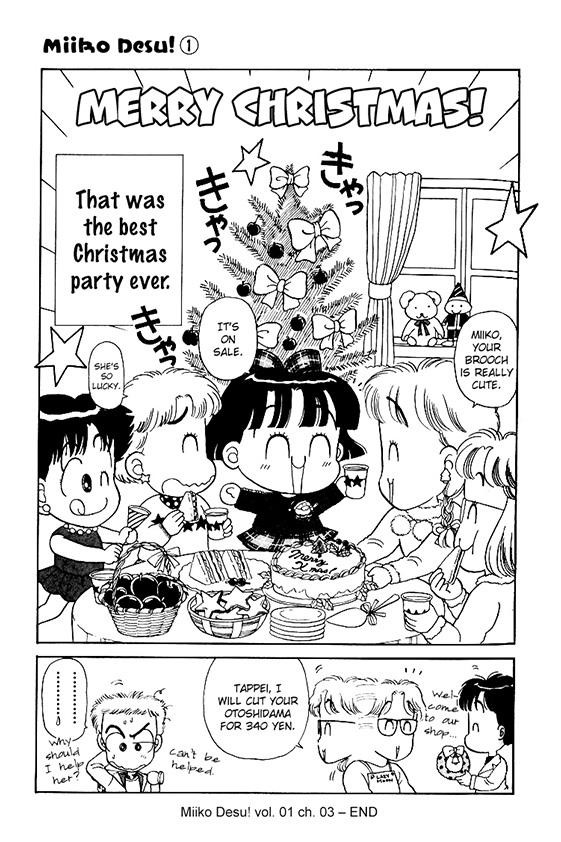 Miiko Desu! ①
MERRY CHRISTMAS!
That was
the best
Christmas
party ever.
きゃっ
きゃっ
きゃっ
IT'S
ON
SALE.
SHE'S
SO
LUCKY.
MIIKO,
YOUR
BROOCH
IS REALLY
CUTE.
Merry
X'mas
..........
why
should
I help
her?
can't be
helped.
TAPPEI, I
WILL CUT YOUR
OTOSHIDAMA
FOR 340 YEN.
Wel-
come
to our
shop...
LAZY
MAMA
Miiko Desu! vol. 01 ch. 03 – END